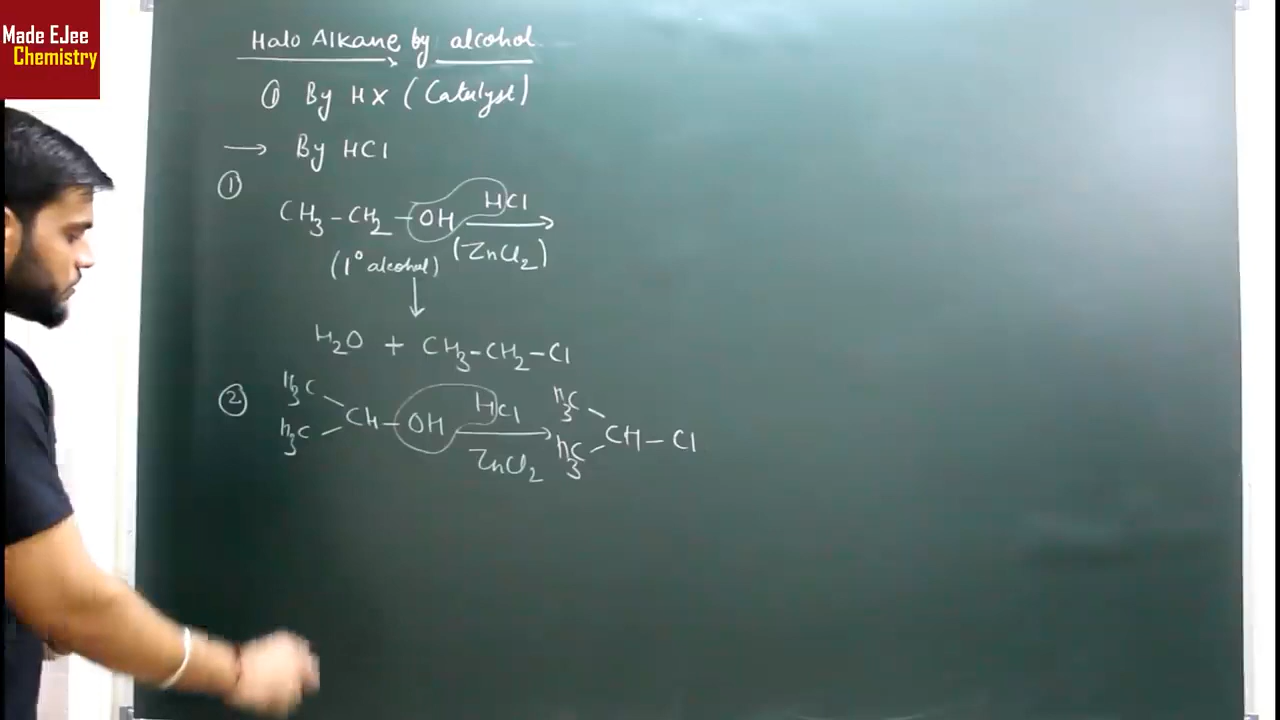 Made EJee
Chemistry
Halo Alkane by alcohol
① By HX (Catalyst)
→ By HCl
①
CH₃-CH₂-OH HCl
(ZnCl₂)
(1° alcohol)
H₂O + CH₃-CH₂-Cl
②
H₃C
H₃C
CH-OH HCl
ZnCl₂
H₃C
H₃C
CH-Cl